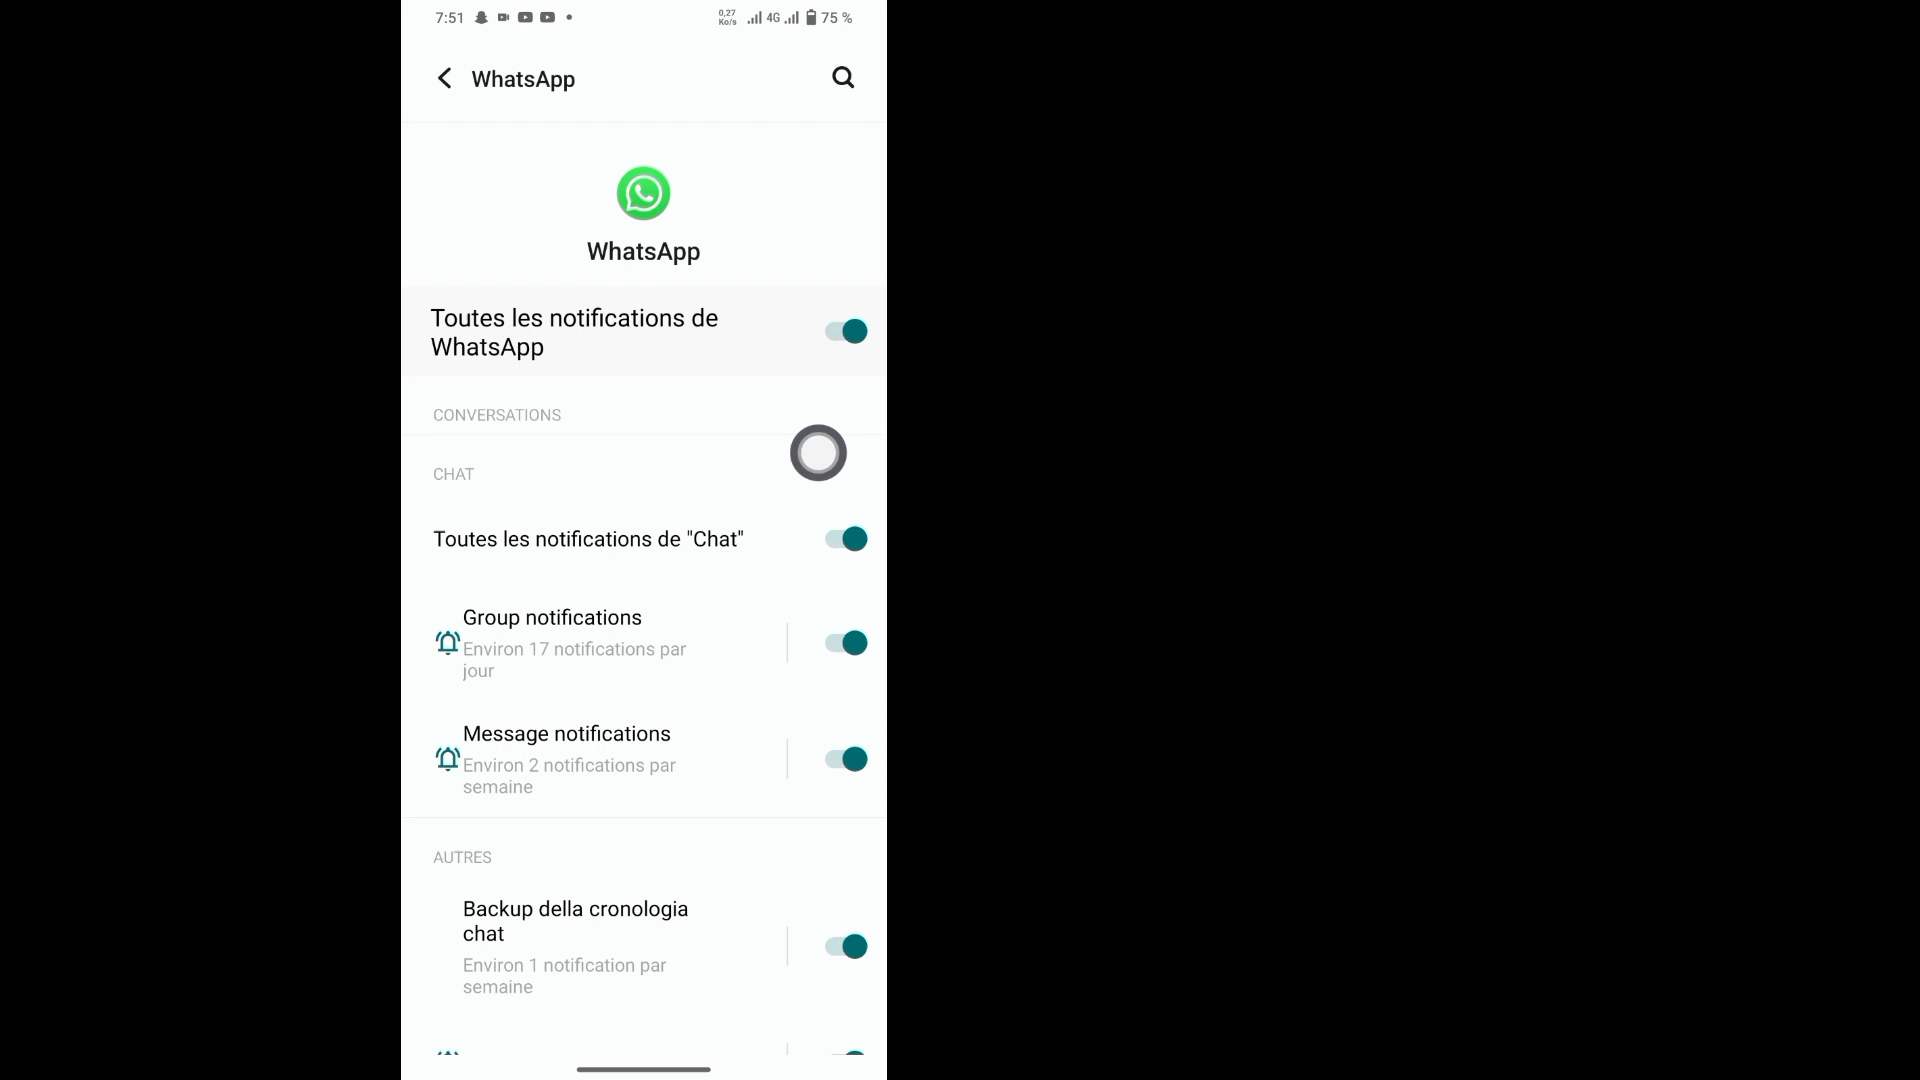 7:51
0,27
Ko/s
4G
75 %
WhatsApp
WhatsApp
Toutes les notifications de
WhatsApp
CONVERSATIONS
CHAT
Toutes les notifications de "Chat"
Group notifications
Environ 17 notifications par
jour
Message notifications
Environ 2 notifications par
semaine
AUTRES
Backup della cronologia
chat
Environ 1 notification par
semaine